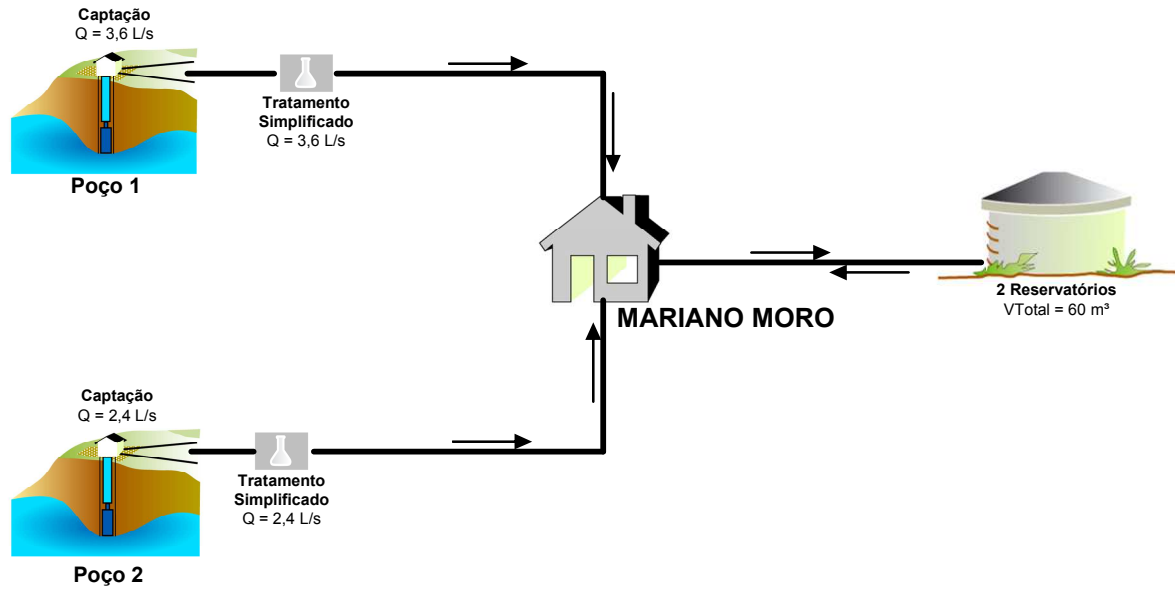 Captação
Q = 3,6 L/s
Tratamento
Simplificado
Q = 3,6 L/s
Poço 1
MARIANO MORO
2 Reservatórios
VTotal = 60 m³
Captação
Q = 2,4 L/s
Tratamento
Simplificado
Q = 2,4 L/s
Poço 2